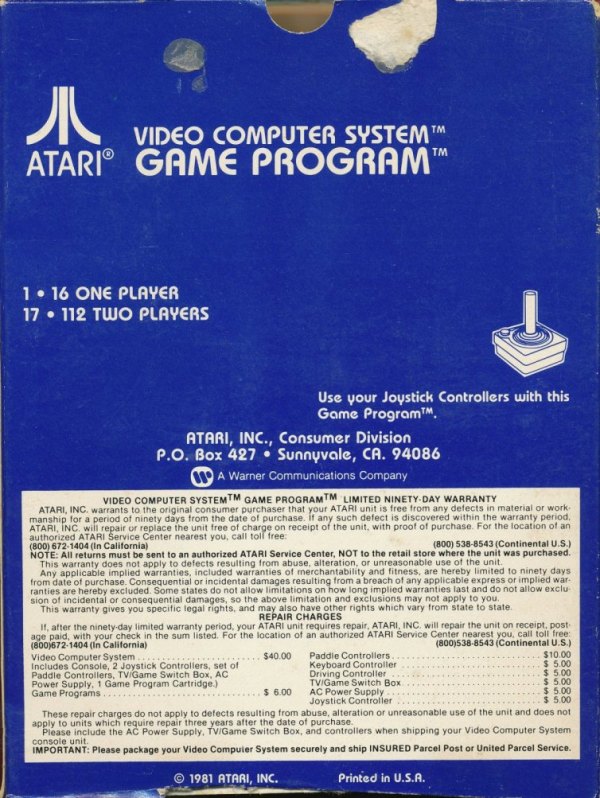 VIDEO COMPUTER SYSTEM™
ATARI® GAME PROGRAM™
1 • 16 ONE PLAYER
17 • 112 TWO PLAYERS
Use your Joystick Controllers with this
Game Program™.
ATARI, INC., Consumer Division
P.O. Box 427 • Sunnyvale, CA. 94086
A Warner Communications Company
VIDEO COMPUTER SYSTEM™ GAME PROGRAM™ LIMITED NINETY-DAY WARRANTY
ATARI, INC. warrants to the original consumer purchaser that your ATARI unit is free from any defects in material or work-
manship for a period of ninety days from the date of purchase. If any such defect is discovered within the warranty period,
ATARI, INC. will repair or replace the unit free of charge on receipt of the unit, with proof of purchase. For the location of an
authorized ATARI Service Center nearest you, call toll free:
(800) 672-1404 (In California) (800) 538-8543 (Continental U.S.)
NOTE: All returns must be sent to an authorized ATARI Service Center, NOT to the retail store where the unit was purchased.
This warranty does not apply to defects resulting from abuse, alteration, or unreasonable use of the unit.
Any applicable implied warranties, including warranties of merchantability and fitness, are hereby limited to ninety days
from date of purchase. Consequential or incidental damages resulting from a breach of any applicable express or implied war-
ranties are hereby excluded. Some states do not allow limitations on how long implied warranties last and do not allow exclu-
sion of incidental or consequential damages, so the above limitation and exclusions may not apply to you.
This warranty gives you specific legal rights, and you may also have other rights which vary from state to state.
REPAIR CHARGES
If, after the ninety-day limited warranty period, your ATARI unit requires repair, ATARI, INC. will repair the unit on receipt, post-
age paid, with your check in the sum listed. For the location of an authorized ATARI Service Center nearest you, call toll free:
(800)672-1404 (In California) (800)538-8543 (Continental U.S.)
Video Computer System .................... $40.00
Includes Console, 2 Joystick Controllers, set of
Paddle Controllers, TV/Game Switch Box, AC
Power Supply, 1 Game Program Cartridge.)
Game Programs .................... $ 6.00
Paddle Controllers .................... $10.00
Keyboard Controller .................... $ 5.00
Driving Controller .................... $ 5.00
TV/Game Switch Box .................... $ 5.00
AC Power Supply .................... $ 5.00
Joystick Controller .................... $ 5.00
These repair charges do not apply to defects resulting from abuse, alteration or unreasonable use of the unit and does not
apply to units which require repair three years after the date of purchase.
Please include the AC Power Supply, TV/Game Switch Box, and controllers when shipping your Video Computer System
console unit.
IMPORTANT: Please package your Video Computer System securely and ship INSURED Parcel Post or United Parcel Service.
© 1981 ATARI, INC. Printed in U.S.A.